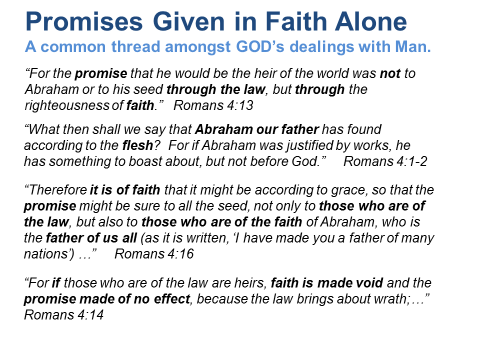 Promises Given in Faith Alone
A common thread amongst GOD's dealings with Man.
“For the promise that he would be the heir of the world was not to
Abraham or to his seed through the law, but through the
righteousness of faith.” Romans 4:13
“What then shall we say that Abraham our father has found
according to the flesh? For if Abraham was justified by works, he
has something to boast about, but not before God.” Romans 4:1-2
“Therefore it is of faith that it might be according to grace, so that the
promise might be sure to all the seed, not only to those who are of
the law, but also to those who are of the faith of Abraham, who is
the father of us all (as it is written, ‘I have made you a father of many
nations’) …” Romans 4:16
“For if those who are of the law are heirs, faith is made void and the
promise made of no effect, because the law brings about wrath;…”
Romans 4:14